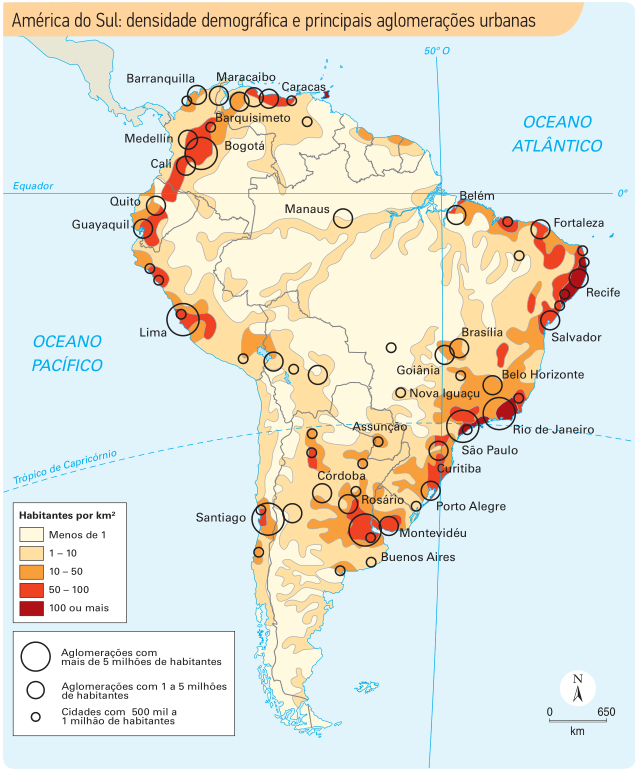 América do Sul: densidade demográfica e principais aglomerações urbanas
50° O
Barranquilla
Maracaibo
Caracas
Barquisimeto
OCEANO
ATLÂNTICO
Medellín
Bogotá
Cali
Equador
0°
Quito
Belém
Manaus
Guayaquil
Fortaleza
Recife
Lima
OCEANO
PACÍFICO
Brasília
Salvador
Goiânia
Belo Horizonte
Nova Iguaçu
Rio de Janeiro
Assunção
São Paulo
Trópico de Capricórnio
Curitiba
Córdoba
Rosário
Porto Alegre
Santiago
Montevidéu
Buenos Aires
Habitantes por km²
Menos de 1
1 – 10
10 – 50
50 – 100
100 ou mais
Aglomerações com
mais de 5 milhões de habitantes
Aglomerações com 1 a 5 milhões
de habitantes
Cidades com 500 mil a
1 milhão de habitantes
N
0 650
km